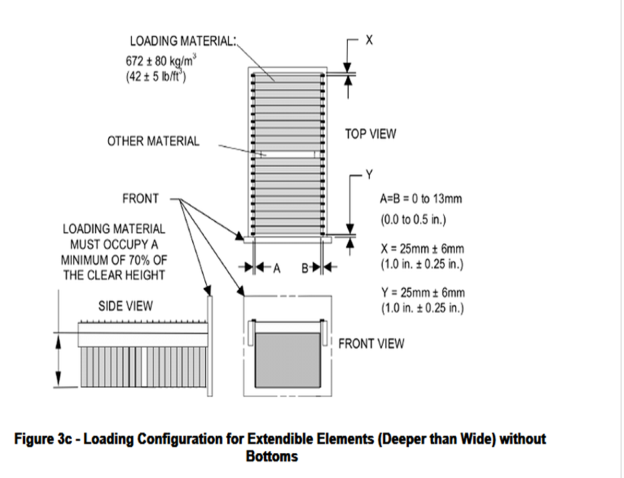 LOADING MATERIAL:
672 ± 80 kg/m³
(42 ± 5 lb/ft³)
X
OTHER MATERIAL
TOP VIEW
Y
FRONT
A=B = 0 to 13mm
(0.0 to 0.5 in.)
LOADING MATERIAL
MUST OCCUPY A
MINIMUM OF 70% OF
THE CLEAR HEIGHT
X = 25mm ± 6mm
(1.0 in. ± 0.25 in.)
A
B
Y = 25mm ± 6mm
(1.0 in. ± 0.25 in.)
SIDE VIEW
FRONT VIEW
Figure 3c - Loading Configuration for Extendible Elements (Deeper than Wide) without
Bottoms